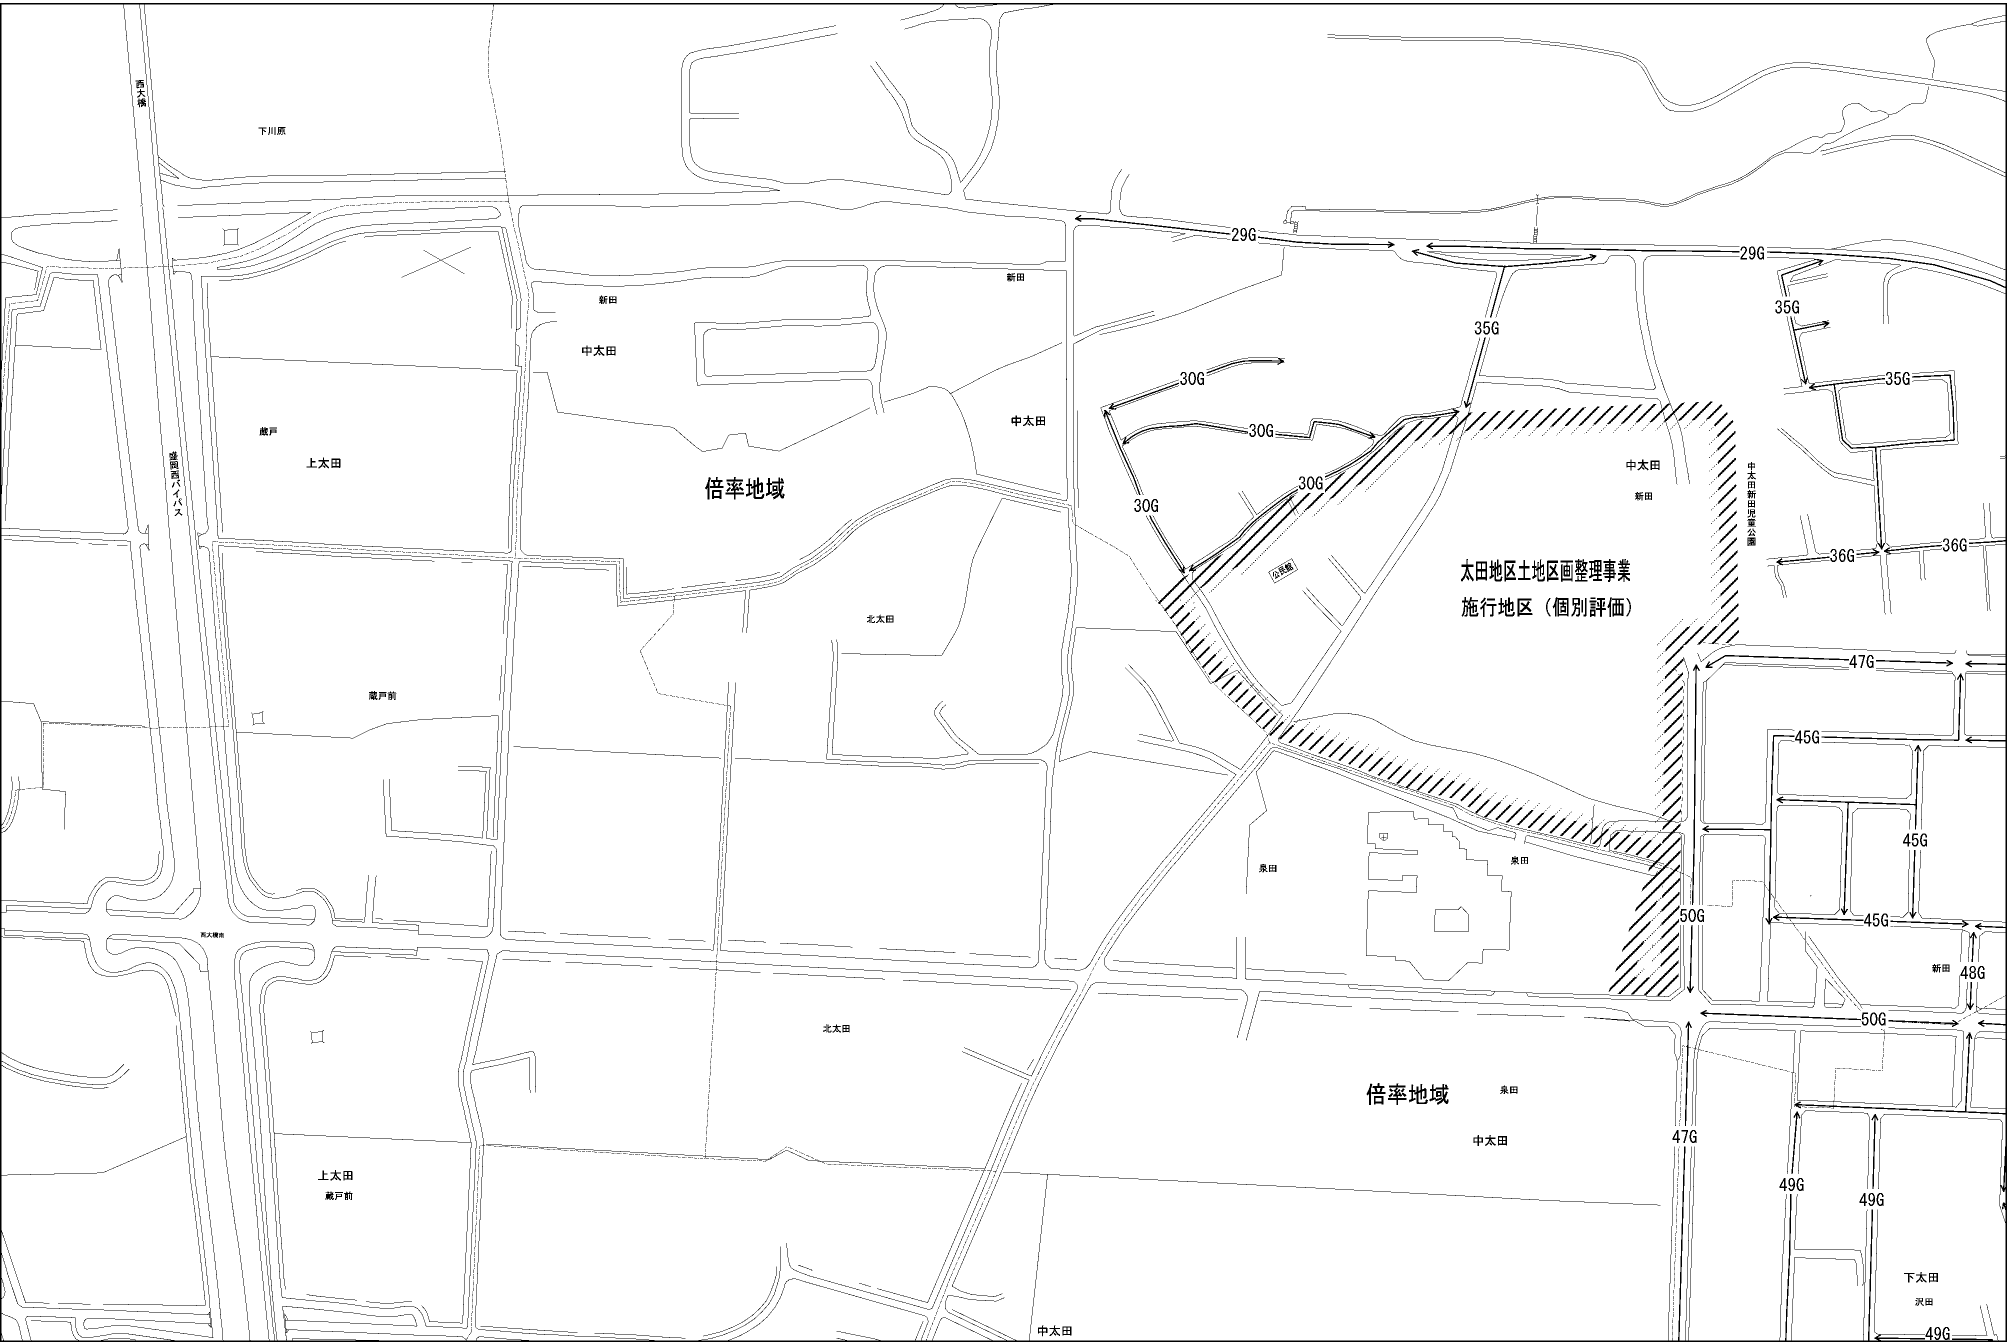 西大橋
下川原
29G
29G
新田
新田
35G
35G
中太田
30G
35G
中太田
蔵戸
30G
上太田
盛岡西バイパス
中太田
倍率地域
30G
新田
中太田新田児童公園
30G
36G
36G
公民館
太田地区土地区画整理事業
施行地区(個別評価)
北太田
47G
蔵戸前
45G
45G
泉田
泉田
50G
45G
西大橋南
新田
48G
50G
北太田
倍率地域
泉田
47G
中太田
上太田
49G
49G
蔵戸前
下太田
沢田
中太田
49G